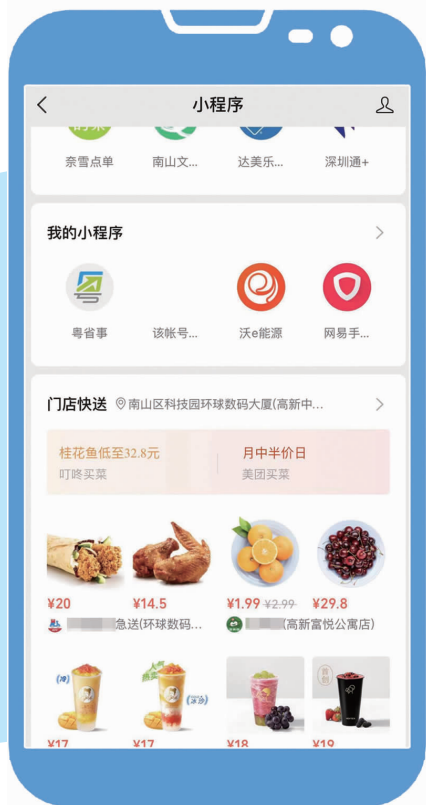 小程序
奈雪点单
南山文...
达美乐...
深圳通+
我的小程序
粤省事
该帐号...
沃e能源
网易手...
门店快送 南山区科技园环球数码大厦(高新中...
桂花鱼低至32.8元
叮咚买菜
月中半价日
美团买菜
¥20
¥14.5
¥1.99 ¥2.99
¥29.8
急送(环球数码...
(高新富悦公寓店)
(冷)
人气
(冰沙)
¥17
¥17
¥18
¥19